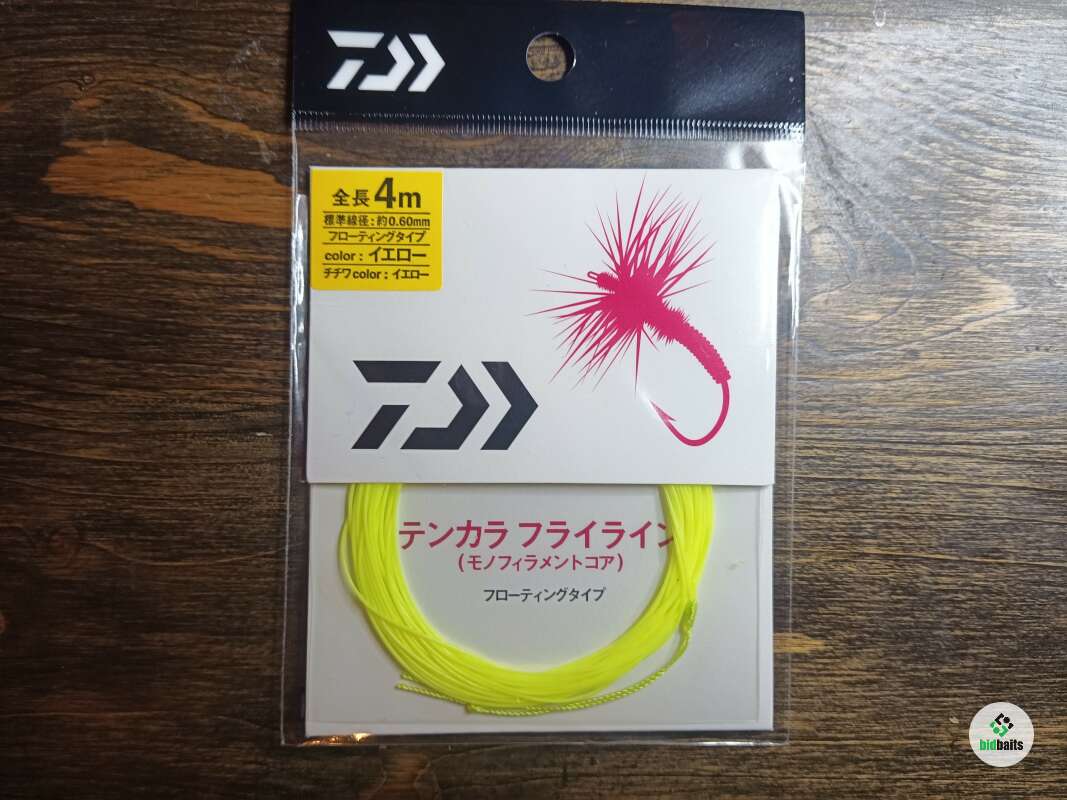 全長4m
標準線径:約0.60mm
フローティングタイプ
color:イエロー
チチワcolor:イエロー
テンカラ フライライン
(モノフィラメントコア)
フローティングタイプ
bidbaits